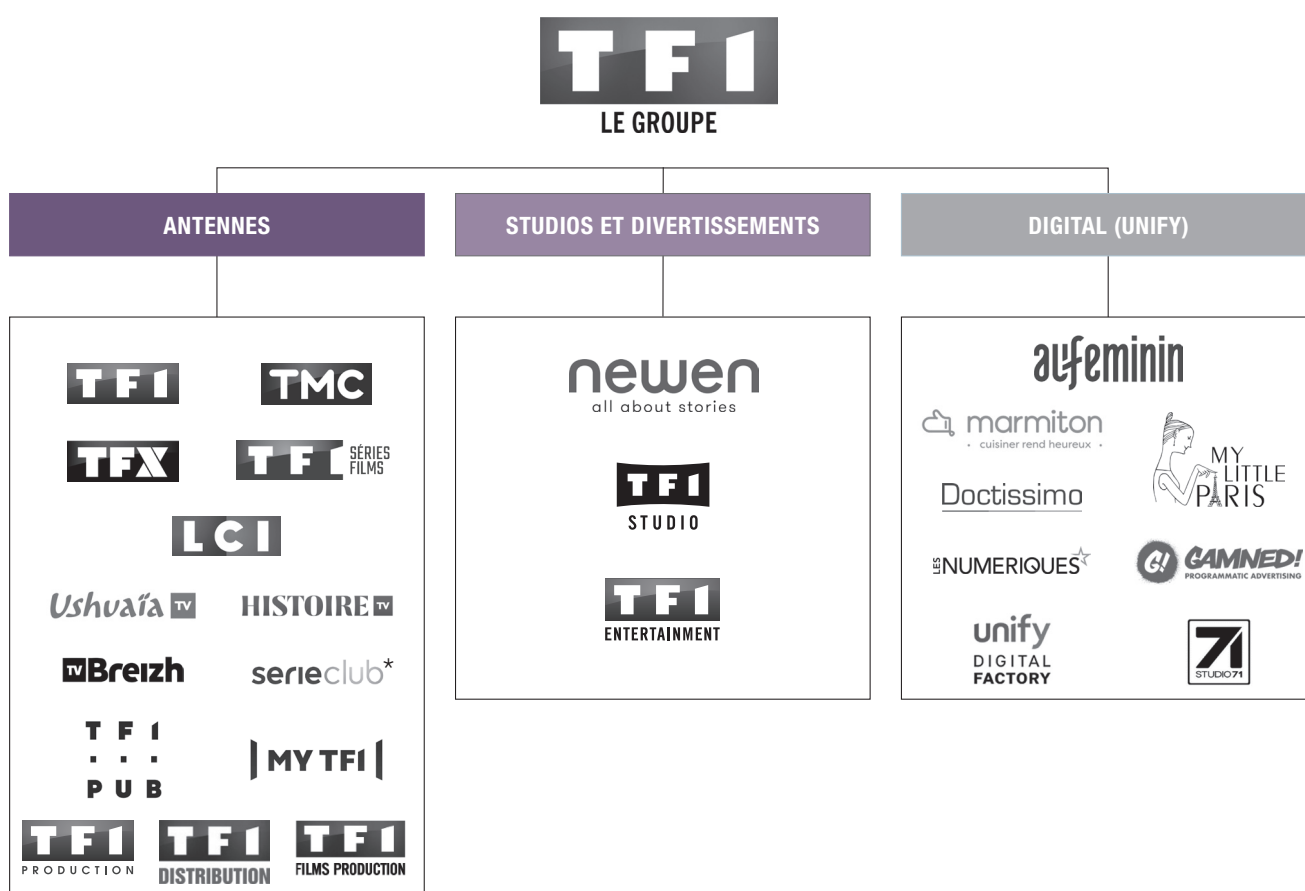 TF1
LE GROUPE
ANTENNES
TF1
TMC
TFX
TF1 SÉRIES
FILMS
LCI
Ushuaïa TV
HISTOIRE TV
TV Breizh
serieclub*
TF1
PUB
MYTF1
TF1
PRODUCTION
TF1
DISTRIBUTION
TF1
FILMS PRODUCTION
STUDIOS ET DIVERTISSEMENTS
newen
all about stories
TF1
STUDIO
TF1
ENTERTAINMENT
DIGITAL (UNIFY)
aufeminin
marmiton
• cuisiner rend heureux •
MY
LITTLE
PARIS
Doctissimo
LES NUMERIQUES
G! GAMNED!
PROGRAMMATIC ADVERTISING
unify
DIGITAL
FACTORY
71
STUDIO71